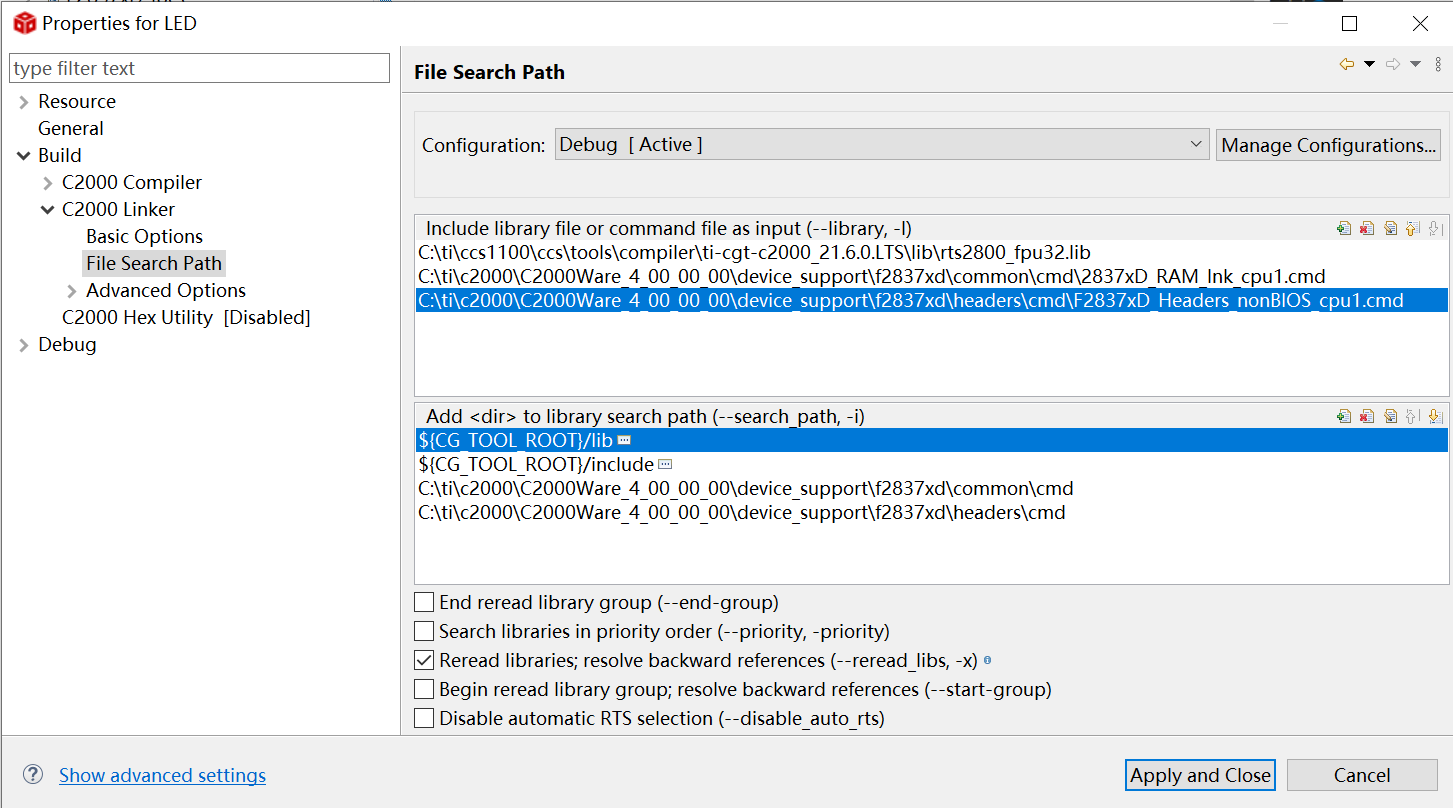 Properties for LED
type filter text
Resource
General
Build
C2000 Compiler
C2000 Linker
Basic Options
File Search Path
Advanced Options
C2000 Hex Utility [Disabled]
Debug
File Search Path
Configuration: Debug [ Active ] Manage Configurations...
Include library file or command file as input (--library, -l)
C:\ti\ccs1100\ccs\tools\compiler\ti-cgt-c2000_21.6.0.LTS\lib\rts2800_fpu32.lib
C:\ti\c2000\C2000Ware_4_00_00_00\device_support\f2837xd\common\cmd\2837xD_RAM_lnk_cpu1.cmd
C:\ti\c2000\C2000Ware_4_00_00_00\device_support\f2837xd\headers\cmd\F2837xD_Headers_nonBIOS_cpu1.cmd
Add <dir> to library search path (--search_path, -i)
${CG_TOOL_ROOT}/lib
${CG_TOOL_ROOT}/include
C:\ti\c2000\C2000Ware_4_00_00_00\device_support\f2837xd\common\cmd
C:\ti\c2000\C2000Ware_4_00_00_00\device_support\f2837xd\headers\cmd
End reread library group (--end-group)
Search libraries in priority order (--priority, -priority)
Reread libraries; resolve backward references (--reread_libs, -x)
Begin reread library group; resolve backward references (--start-group)
Disable automatic RTS selection (--disable_auto_rts)
Show advanced settings
Apply and Close
Cancel